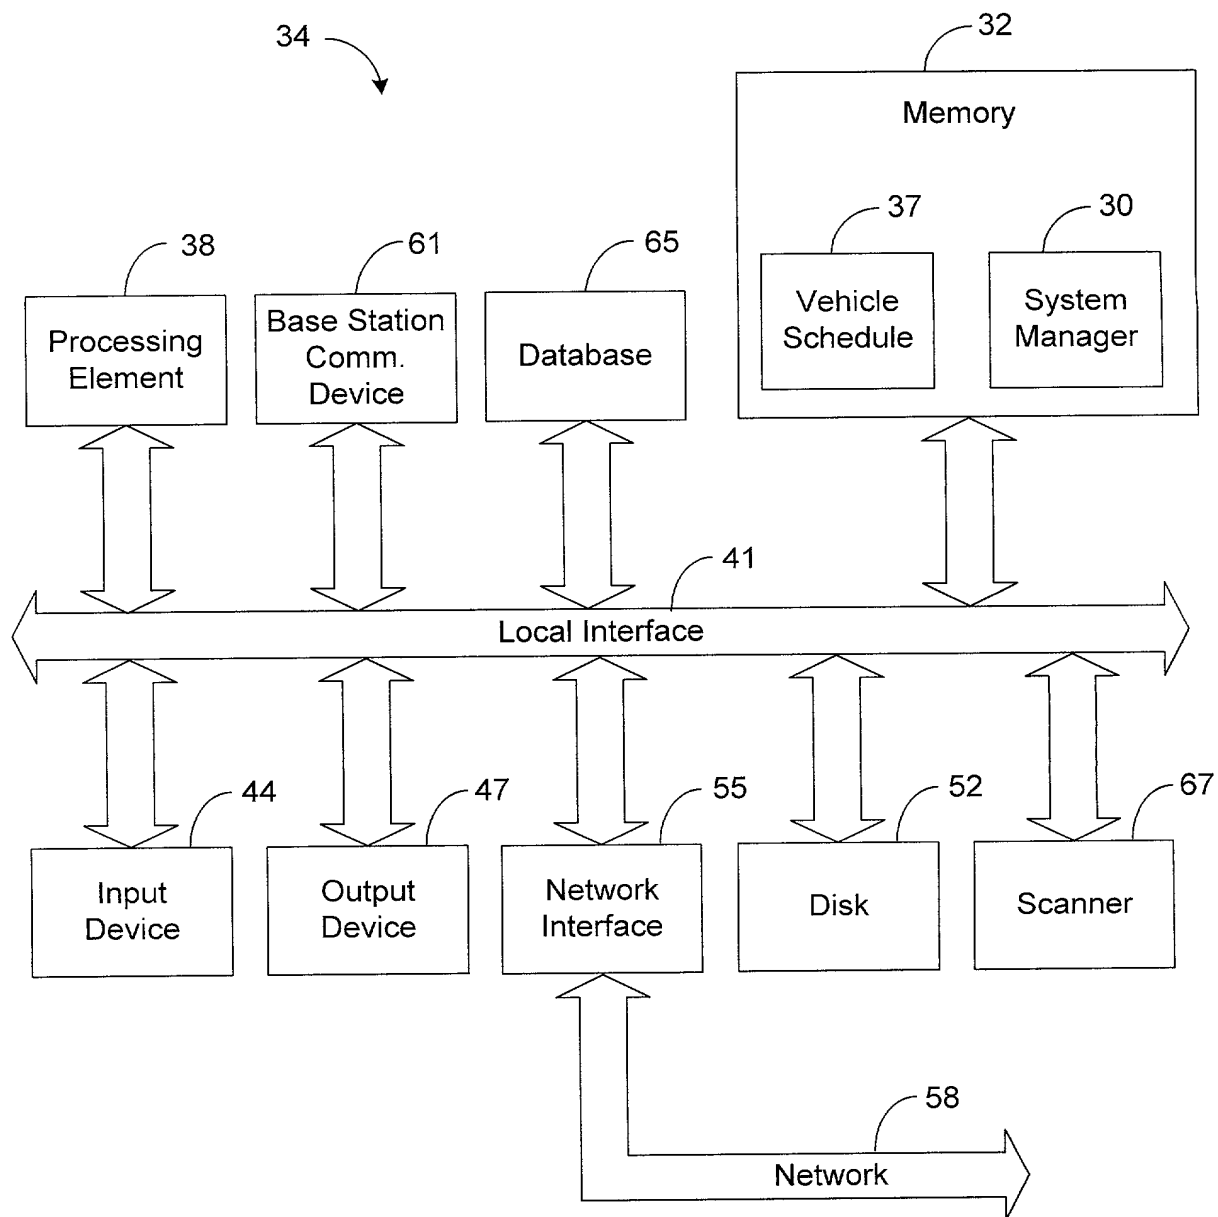 34
32
Memory
37
30
Vehicle
Schedule
System
Manager
38
61
65
Processing
Element
Base Station
Comm.
Device
Database
41
Local Interface
44
47
55
52
67
Input
Device
Output
Device
Network
Interface
Disk
Scanner
58
Network